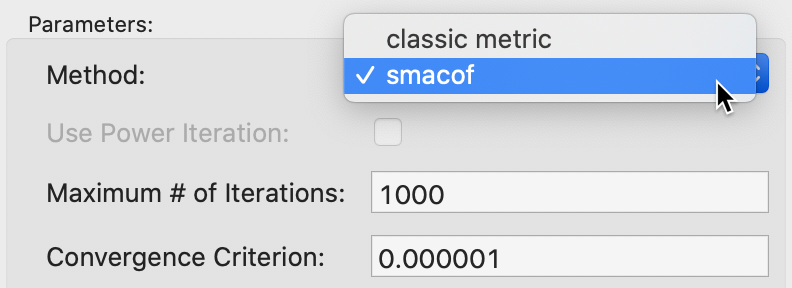 Parameters:
classic metric
Method:
✓ smacof
Use Power Iteration:
Maximum # of Iterations:
1000
Convergence Criterion:
0.000001